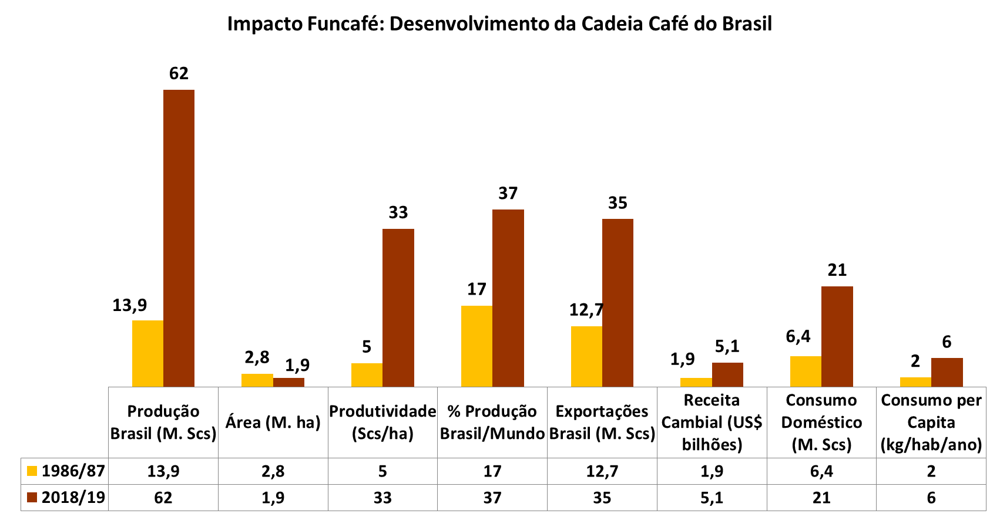 Impacto Funcafé: Desenvolvimento da Cadeia Café do Brasil
62
13,9
2,8
1,9
5
33
17
37
12,7
35
1,9
5,1
6,4
21
2
6
Produção
Brasil (M. Scs)
Área (M. ha)
Produtividade
(Scs/ha)
% Produção
Brasil/Mundo
Exportações
Brasil (M. Scs)
Receita
Cambial (US$
bilhões)
Consumo
Doméstico
(M. Scs)
Consumo per
Capita
(kg/hab/ano)
1986/87 13,9 2,8 5 17 12,7 1,9 6,4 2
2018/19 62 1,9 33 37 35 5,1 21 6